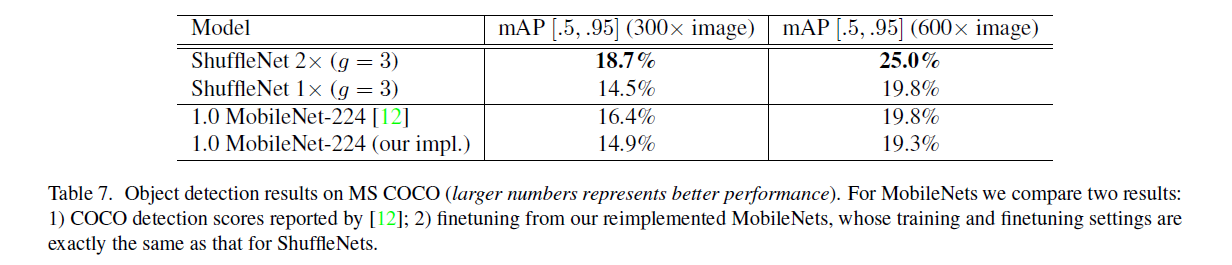 Model mAP [.5, .95] (300× image) mAP [.5, .95] (600× image)
ShuffleNet 2× (g = 3) 18.7% 25.0%
ShuffleNet 1× (g = 3) 14.5% 19.8%
1.0 MobileNet-224 [12] 16.4% 19.8%
1.0 MobileNet-224 (our impl.) 14.9% 19.3%
Table 7. Object detection results on MS COCO (larger numbers represents better performance). For MobileNets we compare two results:
1) COCO detection scores reported by [12]; 2) finetuning from our reimplemented MobileNets, whose training and finetuning settings are
exactly the same as that for ShuffleNets.